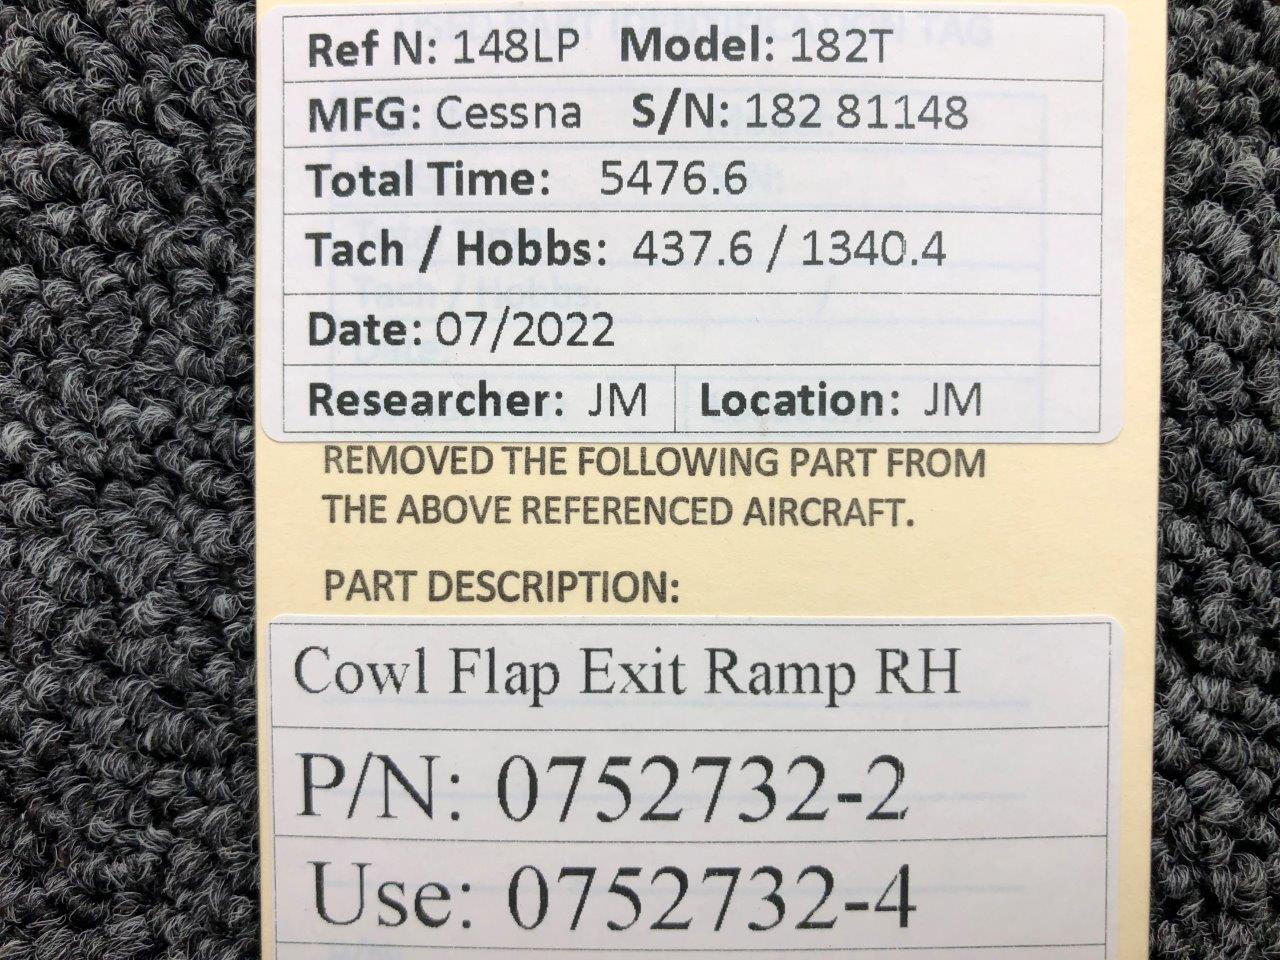 Ref N: 148LP Model: 182T
MFG: Cessna S/N: 182 81148
Total Time: 5476.6
Tach / Hobbs: 437.6 / 1340.4
Date: 07/2022
Researcher: JM Location: JM
REMOVED THE FOLLOWING PART FROM
THE ABOVE REFERENCED AIRCRAFT.
PART DESCRIPTION:
Cowl Flap Exit Ramp RH
P/N: 0752732-2
Use: 0752732-4